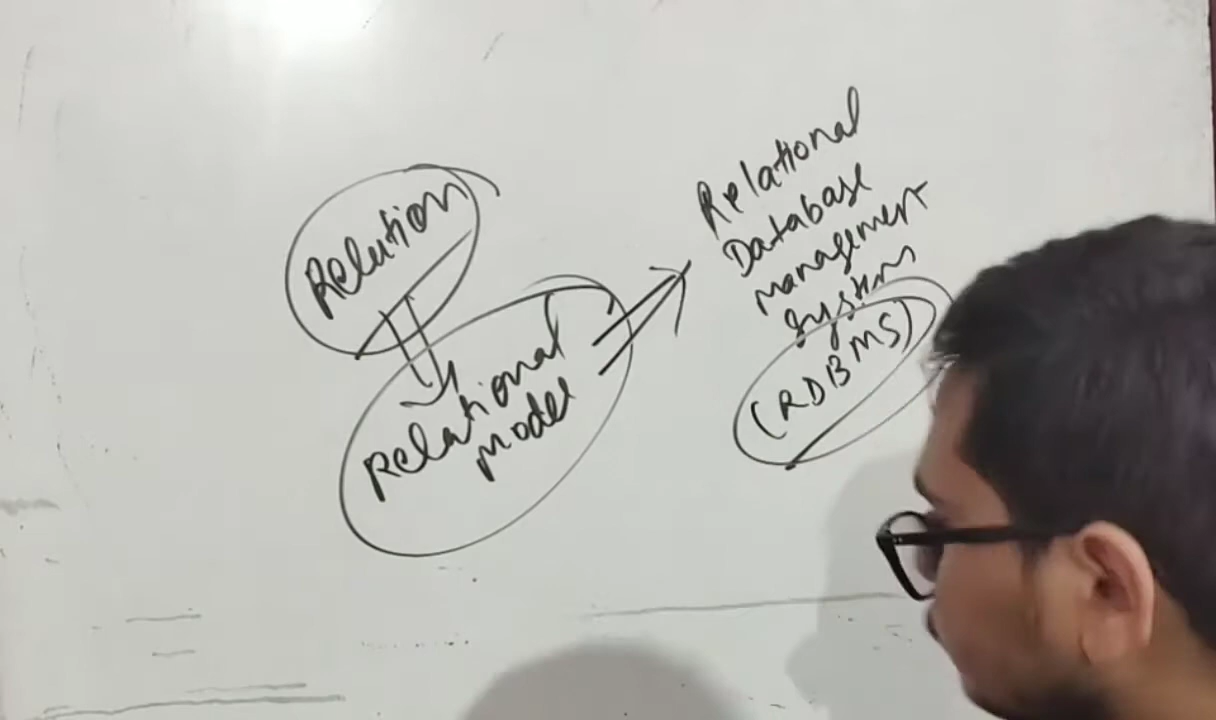 Relation
Relational
model
Relational
Database
management
system
(RDBMS)